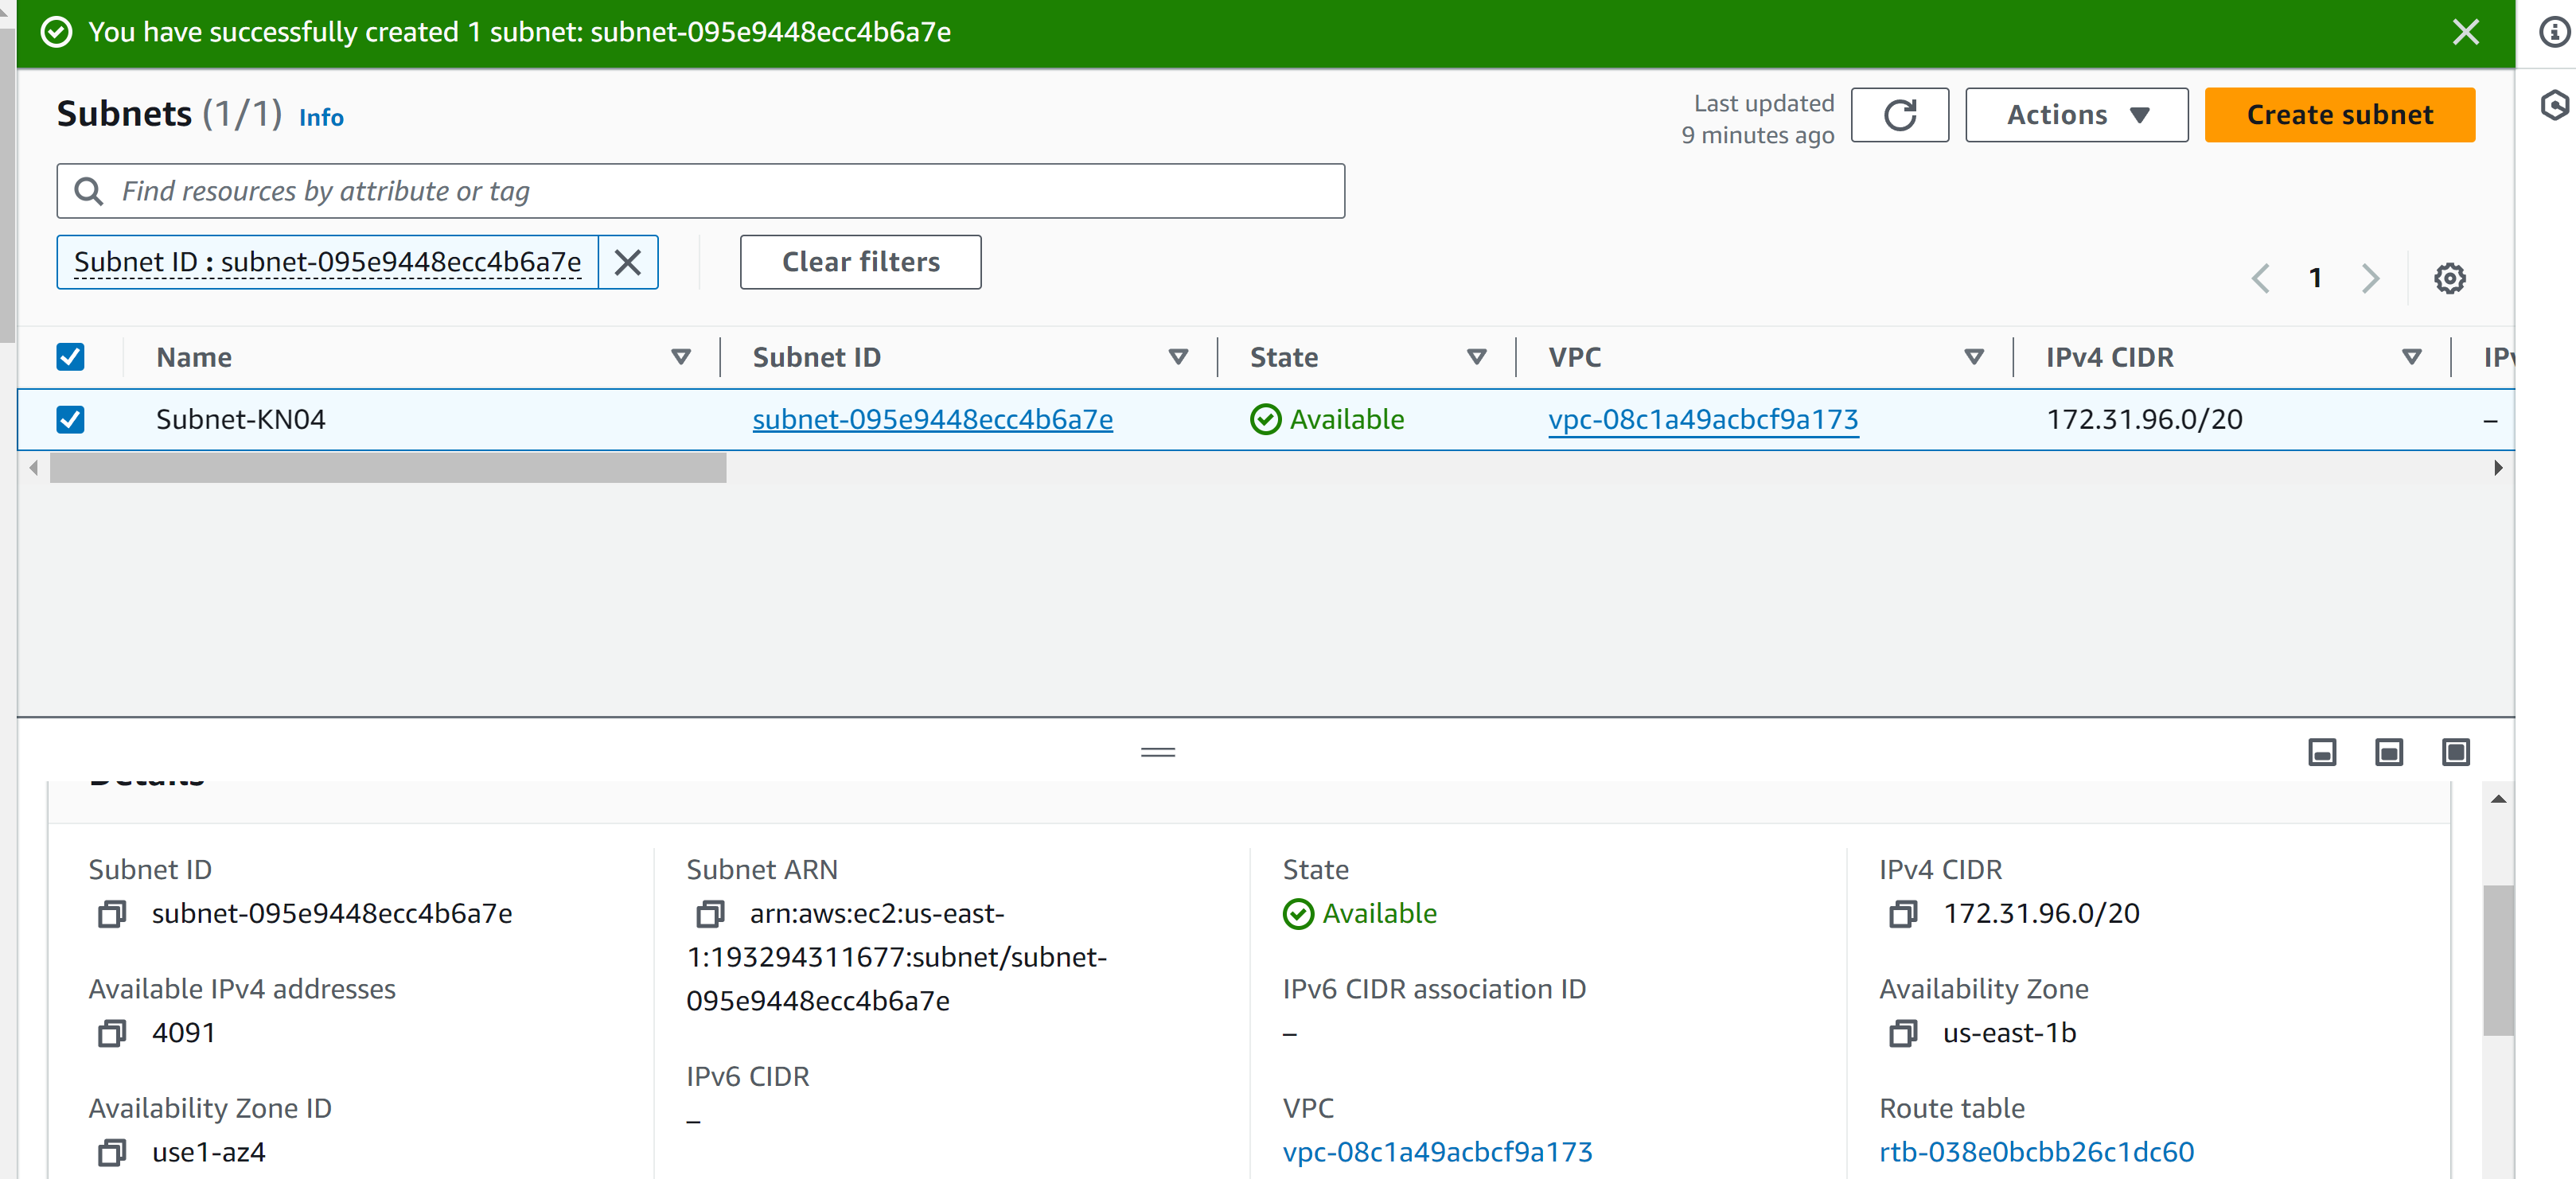 You have successfully created 1 subnet: subnet-095e9448ecc4b6a7e
Subnets (1/1) Info
Last updated
9 minutes ago
Actions
Create subnet
Find resources by attribute or tag
Subnet ID : subnet-095e9448ecc4b6a7e
Clear filters
1
Name Subnet ID State VPC IPv4 CIDR IPv
Subnet-KN04 subnet-095e9448ecc4b6a7e Available vpc-08c1a49acbcf9a173 172.31.96.0/20 –
Details
Subnet ID
subnet-095e9448ecc4b6a7e
Available IPv4 addresses
4091
Availability Zone ID
use1-az4
Subnet ARN
arn:aws:ec2:us-east-
1:193294311677:subnet/subnet-
095e9448ecc4b6a7e
IPv6 CIDR
–
State
Available
IPv6 CIDR association ID
–
VPC
vpc-08c1a49acbcf9a173
IPv4 CIDR
172.31.96.0/20
Availability Zone
us-east-1b
Route table
rtb-038e0bcbb26c1dc60